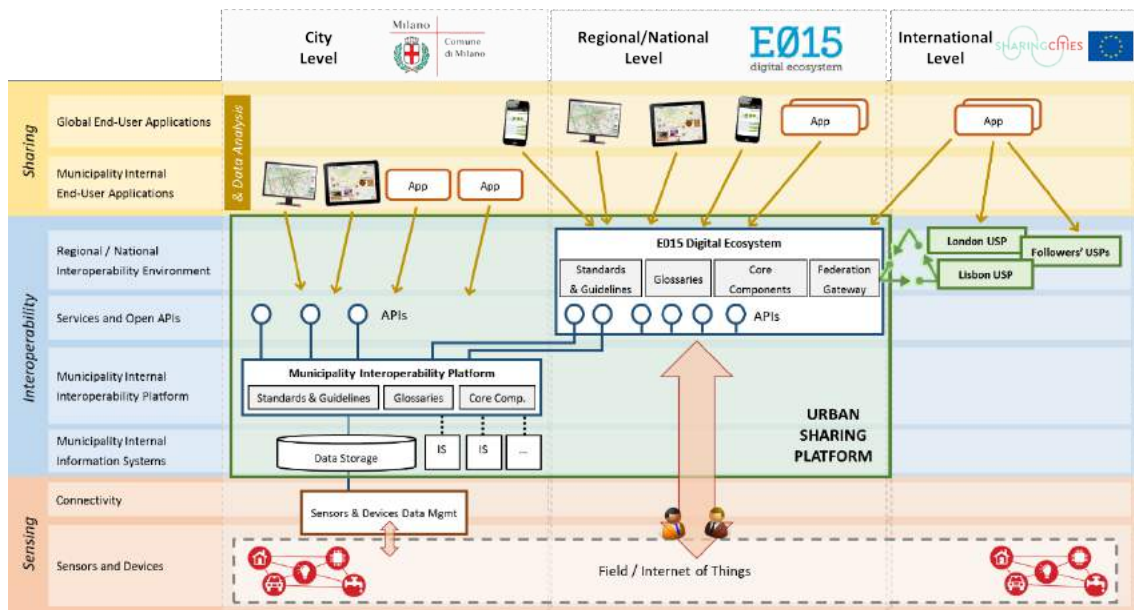 City
Level
Milano
Comune
di Milano
Regional/National
Level
E015
digital ecosystem
International
Level
SHARINGCITIES
Sharing
Global End-User Applications
Municipality Internal
End-User Applications
& Data Analysis
App
App
App
App
Interoperability
Regional / National
Interoperability Environment
E015 Digital Ecosystem
Standards
& Guidelines
Glossaries
Core
Components
Federation
Gateway
London USP
Followers' USPs
Lisbon USP
Services and Open APIs
APIs
APIs
Municipality Internal
Interoperability Platform
Municipality Interoperability Platform
Standards & Guidelines
Glossaries
Core Comp.
URBAN
SHARING
PLATFORM
Municipality Internal
Information Systems
Data Storage
IS
IS
...
Sensing
Connectivity
Sensors & Devices Data Mgmt
Sensors and Devices
Field / Internet of Things